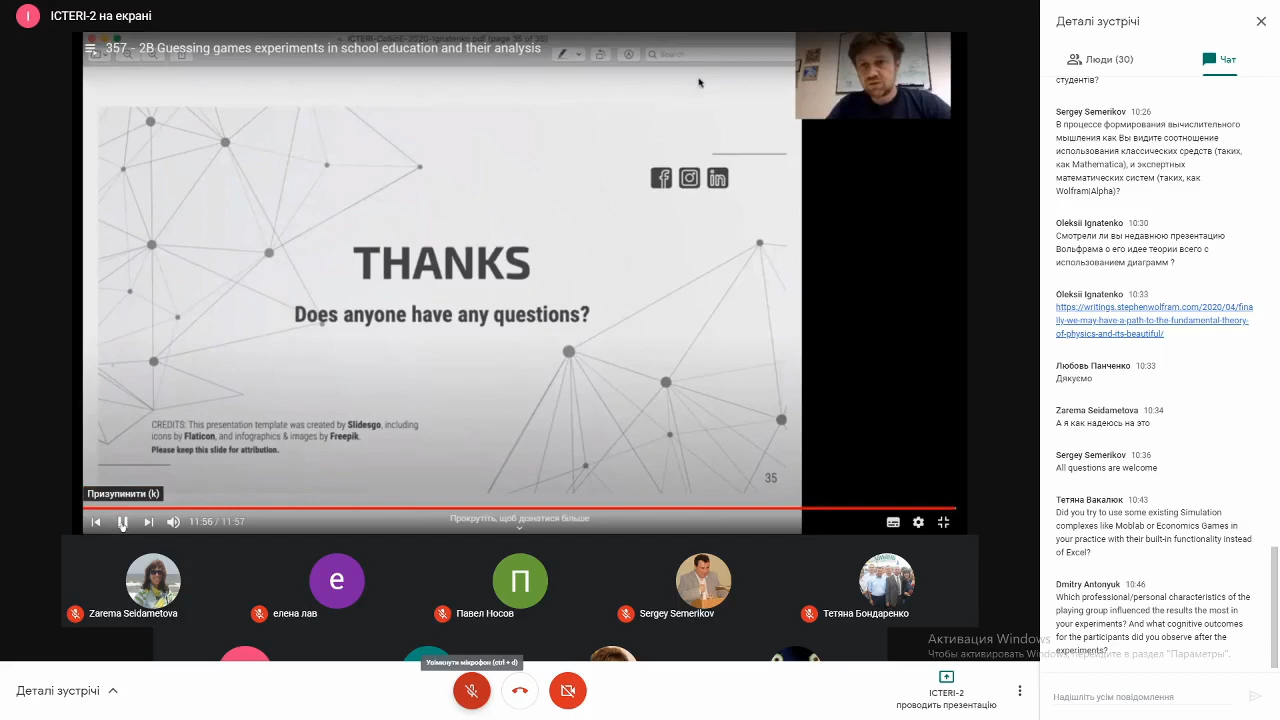 I ICTERI-2 на екрані
ICTERI-CoSinE-2020-Ignatenko.pdf (page 35 of 35)
357 - 2B Guessing games experiments in school education and their analysis
Search
THANKS
Does anyone have any questions?
CREDITS: This presentation template was created by Slidesgo, including
icons by Flaticon, and infographics & images by Freepik.
Please keep this slide for attribution.
35
Призупинити (k)
11:56 / 11:57
Прокрутіть, щоб дізнатися більше
е
П
Zarema Seidametova
елена лав
Павел Носов
Sergey Semerikov
Тетяна Бондаренко
Увімкнути мікрофон (ctrl + d)
Деталі зустрічі
ICTERI-2
проводить презентацію
Деталі зустрічі
Люди (30)
Чат
студентів?
Sergey Semerikov 10:26
В процессе формирования вычислительного
мышления как Вы видите соотношение
использования классических средств (таких,
как Mathematica), и экспертных
математических систем (таких, как
Wolfram|Alpha)?
Oleksii Ignatenko 10:30
Смотрели ли вы недавнюю презентацию
Вольфрама о его идее теории всего с
использованием диаграмм ?
Oleksii Ignatenko 10:33
https://writings.stephenwolfram.com/2020/04/fina
lly-we-may-have-a-path-to-the-fundamental-theory-
of-physics-and-its-beautiful/
Любовь Панченко 10:33
Дякуємо
Zarema Seidametova 10:34
А я как надеюсь на это
Sergey Semerikov 10:36
All questions are welcome
Тетяна Вакалюк 10:43
Did you try to use some existing Simulation
complexes like Moblab or Economics Games in
your practice with their built-in functionality instead
of Excel?
Dmitry Antonyuk 10:46
Which professional/personal characteristics of the
playing group influenced the results the most in
your experiments? And what cognitive outcomes
for the participants did you observe after the
experiments?
Активация Windows
Чтобы активировать Windows, перейдите в раздел "Параметры".
Надішліть усім повідомлення